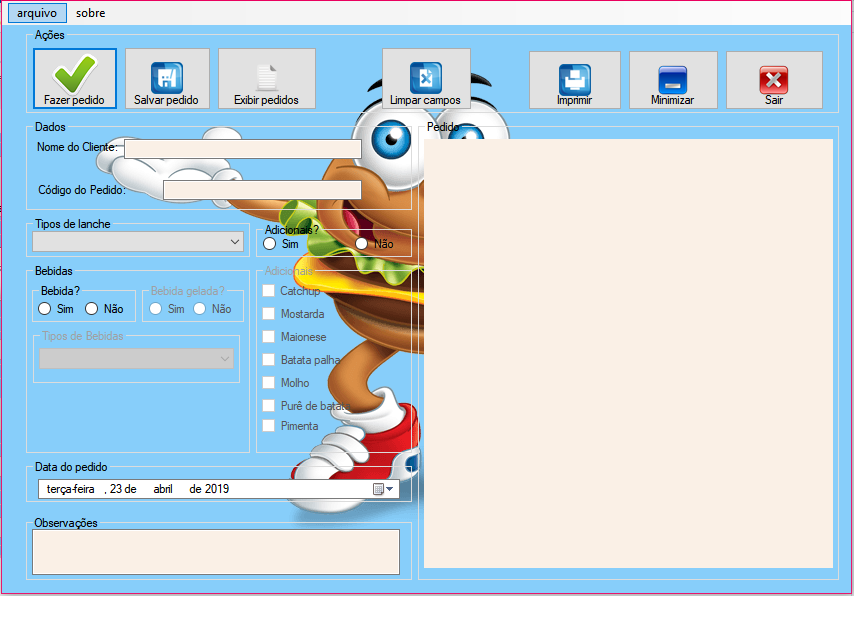 arquivo sobre
Ações
Fazer pedido Salvar pedido Exibir pedidos Limpar campos Imprimir Minimizar Sair
Dados
Nome do Cliente:
Código do Pedido:
Pedido
Tipos de lanche
Adicionais?
Sim Não
Bebidas
Bebida?
Sim Não
Bebida gelada?
Sim Não
Tipos de Bebidas
Adicionais
Catchup
Mostarda
Maionese
Batata palha
Molho
Purê de batata
Pimenta
Data do pedido
terça-feira , 23 de abril de 2019
Observações